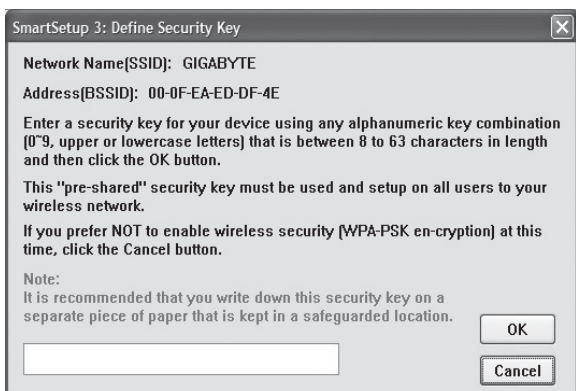 SmartSetup 3: Define Security Key
Network Name(SSID): GIGABYTE
Address(BSSID): 00-0F-EA-ED-DF-4E
Enter a security key for your device using any alphanumeric key combination
(0~9, upper or lowercase letters) that is between 8 to 63 characters in length
and then click the OK button.
This "pre-shared" security key must be used and setup on all users to your
wireless network.
If you prefer NOT to enable wireless security (WPA-PSK en-cryption) at this
time, click the Cancel button.
Note:
It is recommended that you write down this security key on a
separate piece of paper that is kept in a safeguarded location.
OK
Cancel